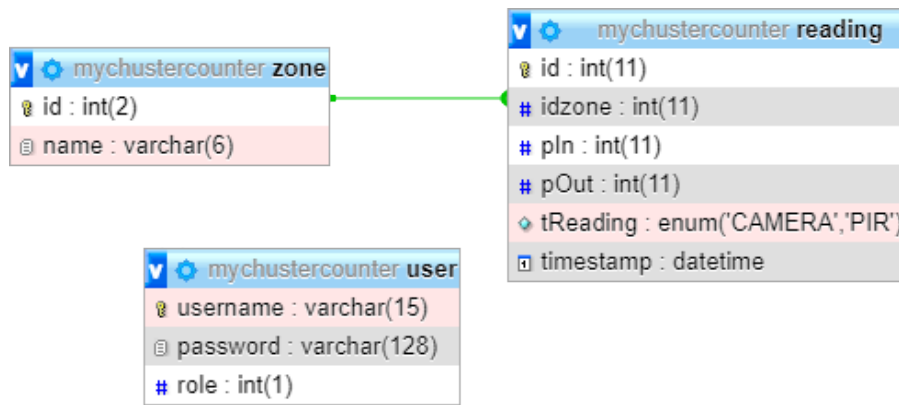 mychustercounter zone
id : int(2)
name : varchar(6)
mychustercounter reading
id : int(11)
idzone : int(11)
pIn : int(11)
pOut : int(11)
tReading : enum('CAMERA','PIR')
timestamp : datetime
mychustercounter user
username : varchar(15)
password : varchar(128)
role : int(1)